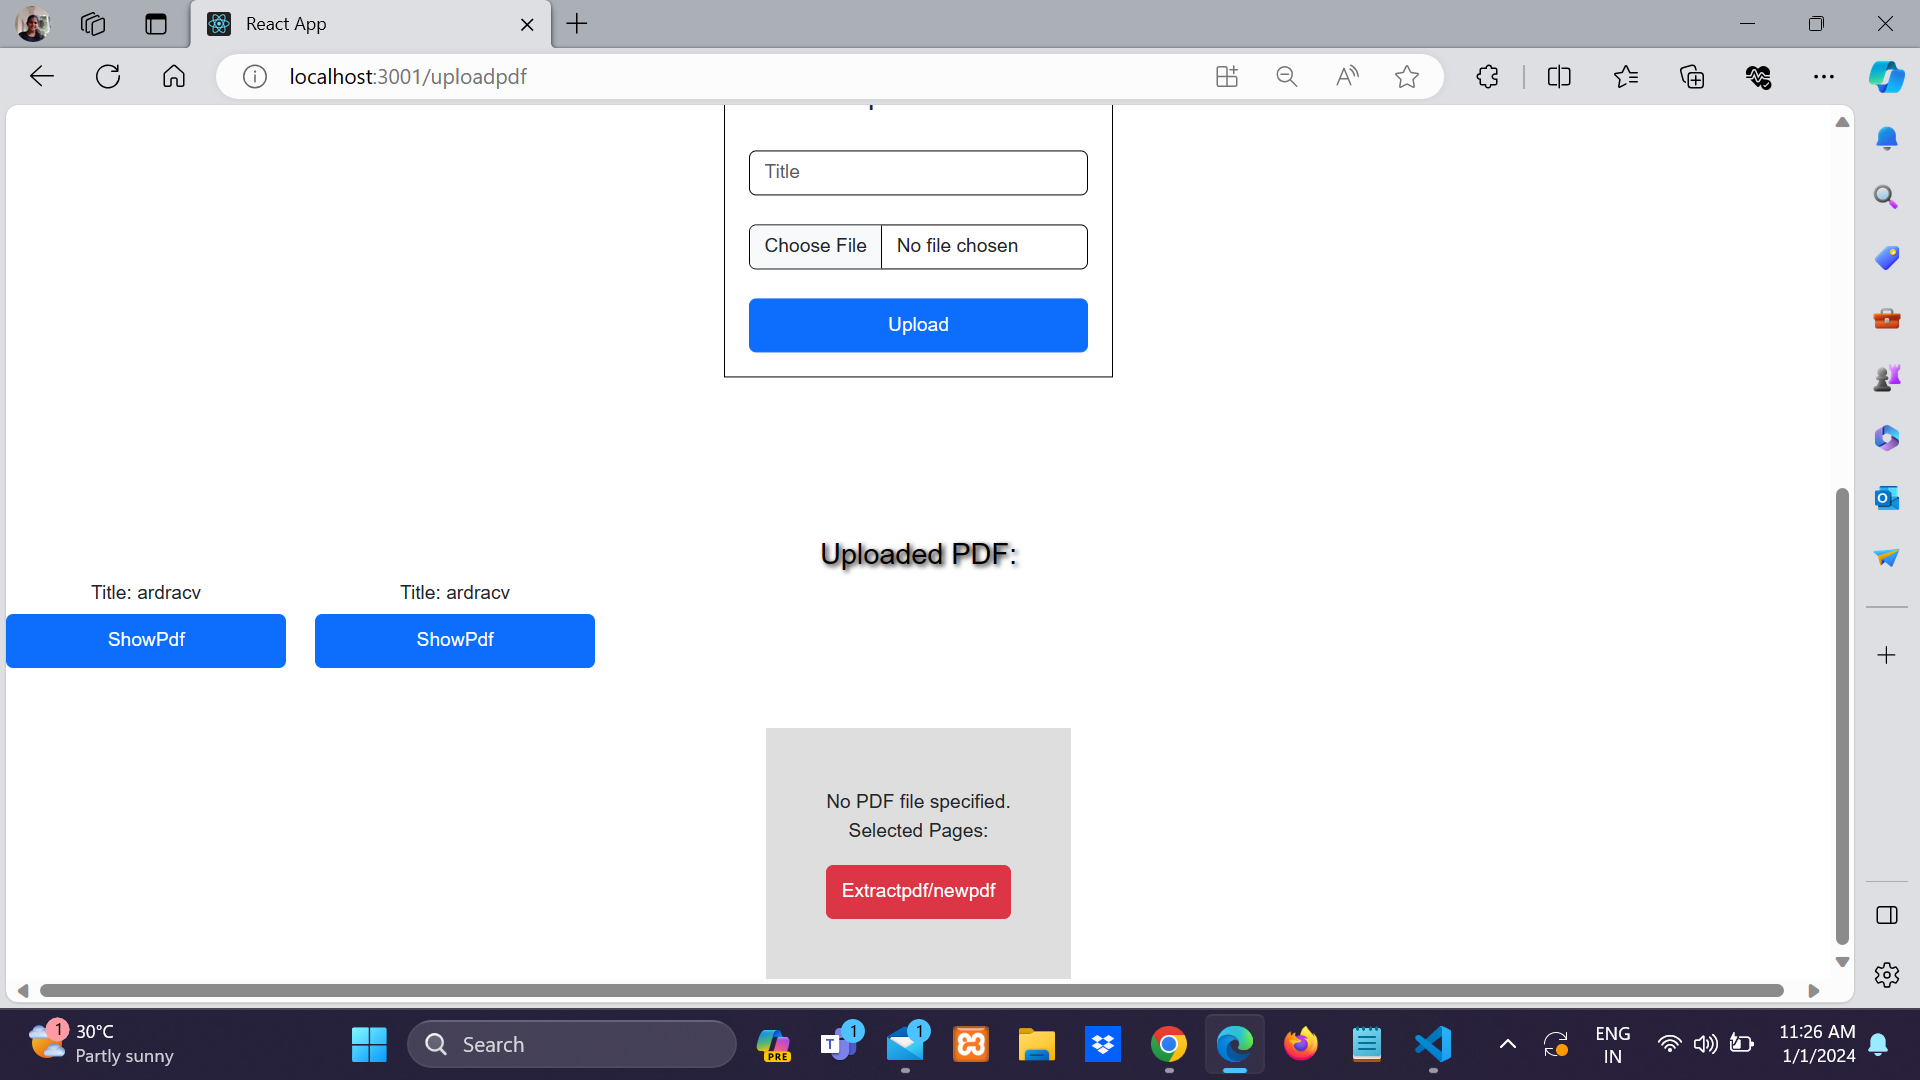 React App
localhost:3001/uploadpdf
Title
Choose File No file chosen
Upload
Uploaded PDF:
Title: ardracv Title: ardracv
ShowPdf ShowPdf
No PDF file specified.
Selected Pages:
Extractpdf/newpdf
1 30°C
Partly sunny
Search
PRE
1
1
ENG
IN
11:26 AM
1/1/2024